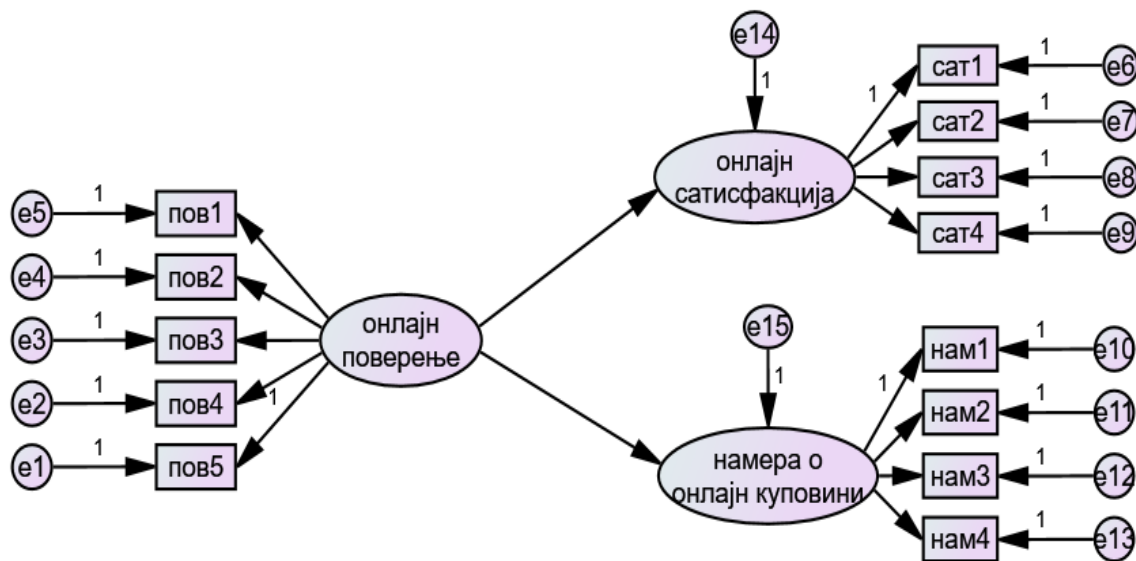 e14
1
сат1
1
e6
1
сат2
1
e7
сат3
1
e8
сат4
1
e9
онлајн
сатисфакција
e5
1
пов1
e4
1
пов2
e3
1
пов3
e2
1
пов4
1
e1
1
пов5
онлајн
поверење
e15
1
нам1
1
e10
1
нам2
1
e11
нам3
1
e12
нам4
1
e13
намера о
онлајн куповини